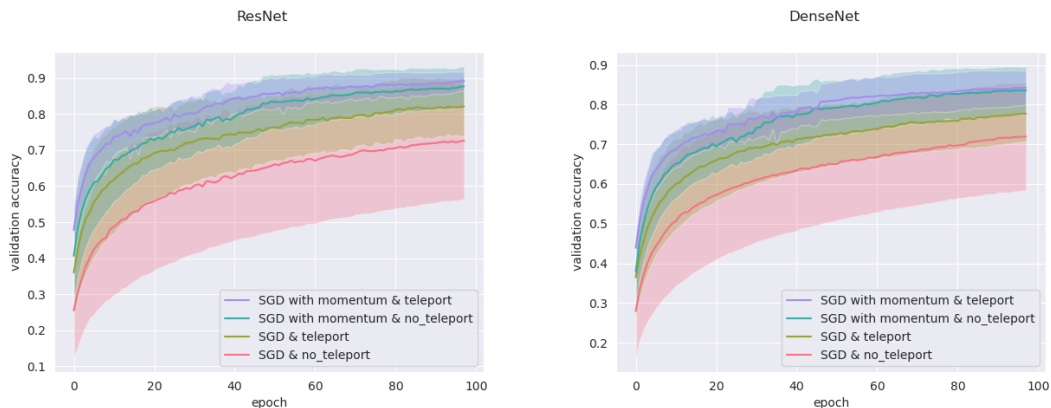 ResNet
0.9
0.8
0.7
0.6
0.5
0.4
0.3
0.2
0.1
validation accuracy
SGD with momentum & teleport
SGD with momentum & no_teleport
SGD & teleport
SGD & no_teleport
0 20 40 60 80 100
epoch
DenseNet
0.9
0.8
0.7
0.6
0.5
0.4
0.3
0.2
validation accuracy
SGD with momentum & teleport
SGD with momentum & no_teleport
SGD & teleport
SGD & no_teleport
0 20 40 60 80 100
epoch